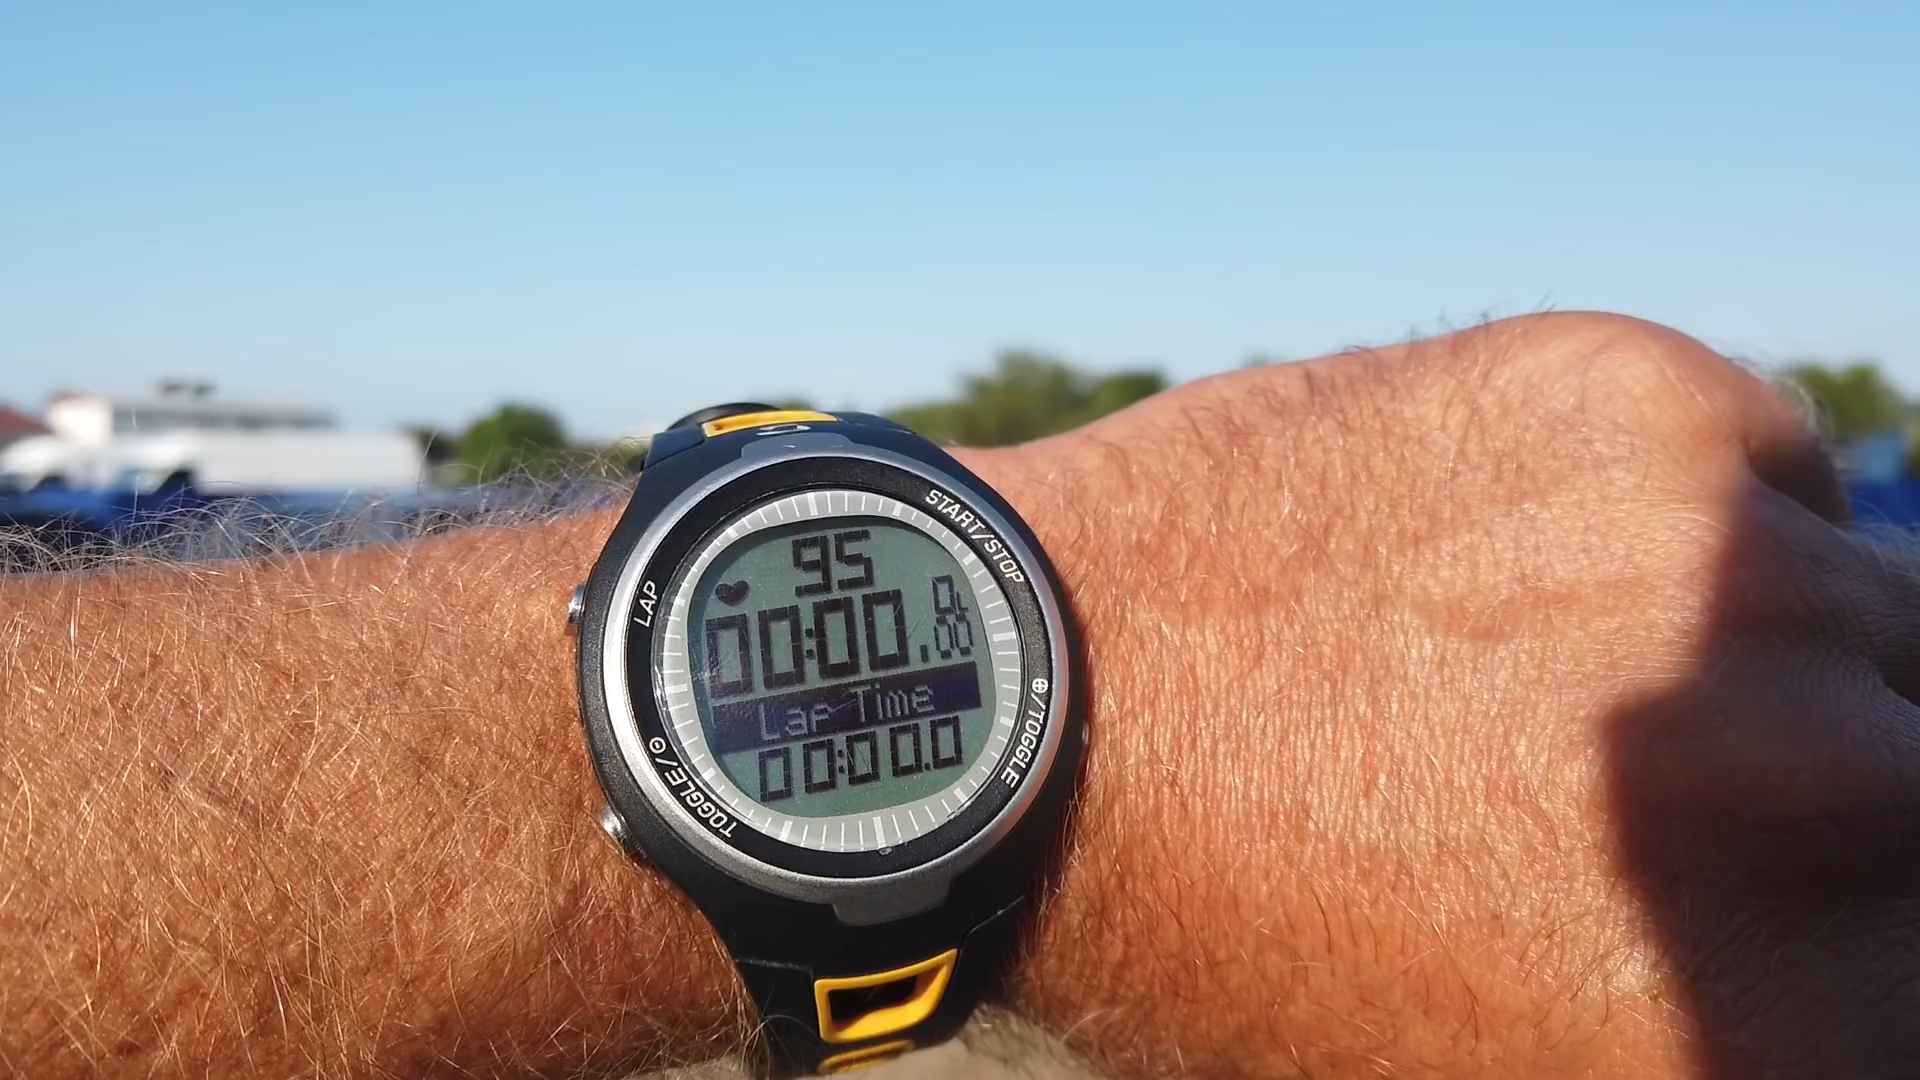 START/STOP
LAP
95
00:00.00
Lap Time
00:00.0
TOGGLE/⊖
⊕/TOGGLE